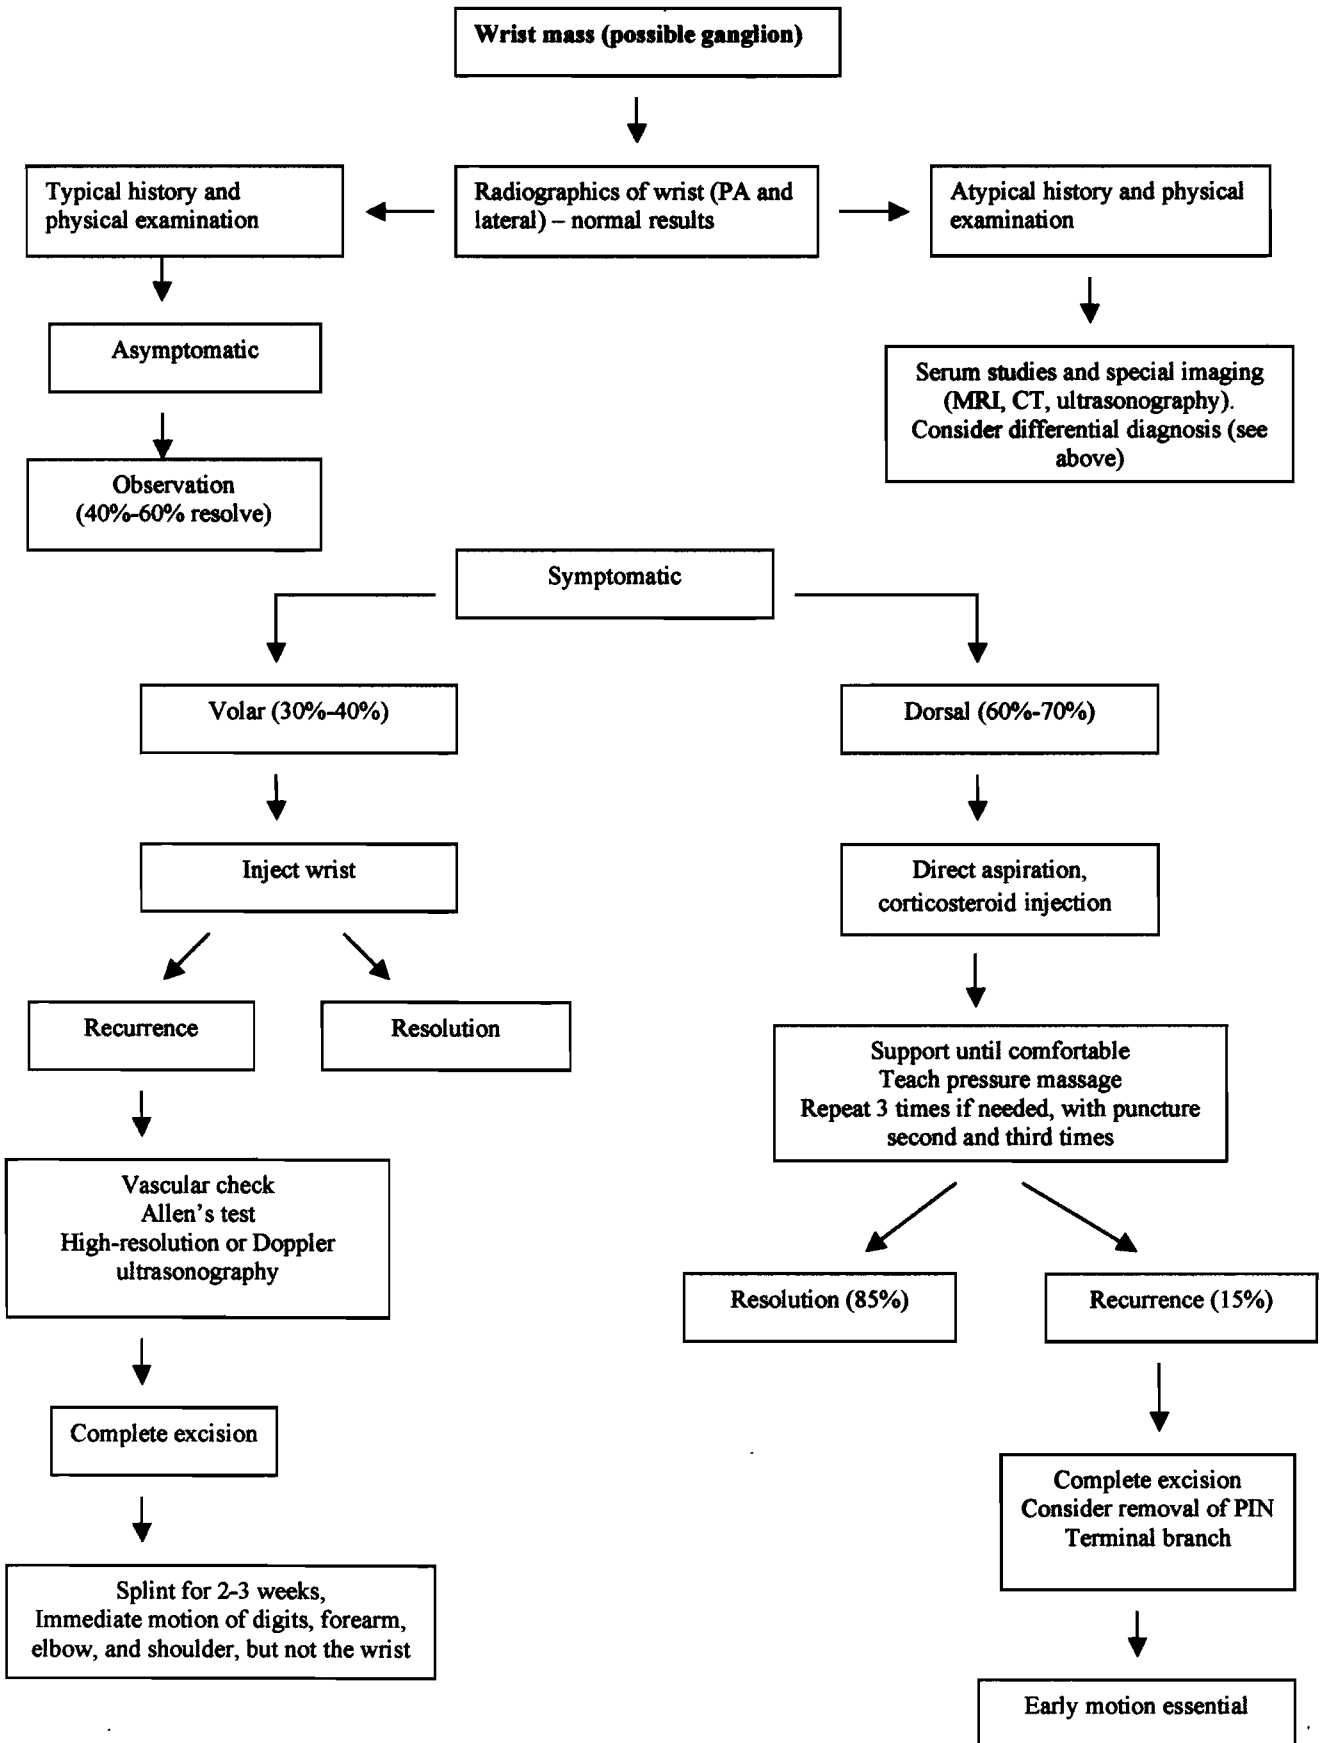 Wrist mass (possible ganglion)
Typical history and
physical examination
Radiographics of wrist (PA and
lateral) – normal results
Atypical history and physical
examination
Asymptomatic
Serum studies and special imaging
(MRI, CT, ultrasonography).
Consider differential diagnosis (see
above)
Observation
(40%-60% resolve)
Symptomatic
Volar (30%-40%)
Dorsal (60%-70%)
Inject wrist
Direct aspiration,
corticosteroid injection
Recurrence
Resolution
Support until comfortable
Teach pressure massage
Repeat 3 times if needed, with puncture
second and third times
Vascular check
Allen's test
High-resolution or Doppler
ultrasonography
Resolution (85%)
Recurrence (15%)
Complete excision
Complete excision
Consider removal of PIN
Terminal branch
Splint for 2-3 weeks,
Immediate motion of digits, forearm,
elbow, and shoulder, but not the wrist
Early motion essential